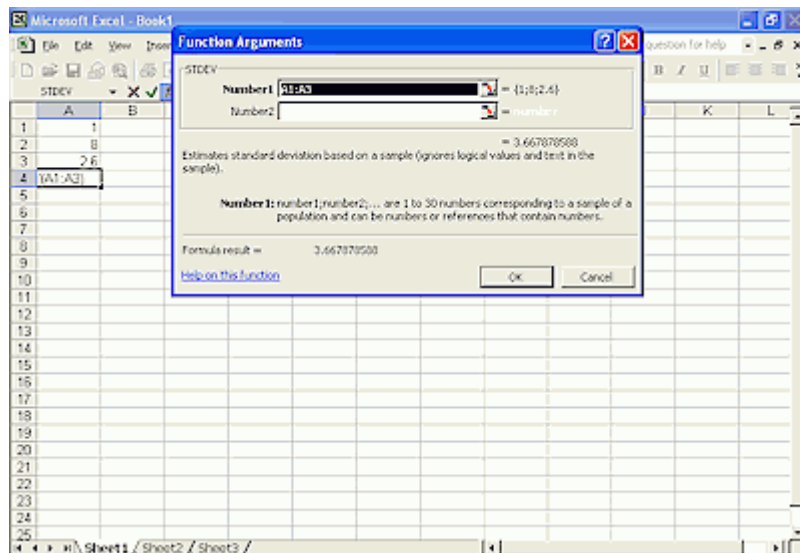 Microsoft Excel - Book1
File Edit View Inser
question for help
STDEV
B I U
Function Arguments
STDEV
Number1 A1:A3 = {1;8;2.6}
Number2 = number
= 3.667878588
Estimates standard deviation based on a sample (ignores logical values and text in the
sample).
Number1: number1;number2;... are 1 to 30 numbers corresponding to a sample of a
population and can be numbers or references that contain numbers.
Formula result = 3.667878588
Help on this function
OK Cancel
A B K L
1 1
2 8
3 2.6
4 (A1:A3)
5
6
7
8
9
10
11
12
13
14
15
16
17
18
19
20
21
22
23
24
25
Sheet1 / Sheet2 / Sheet3 /